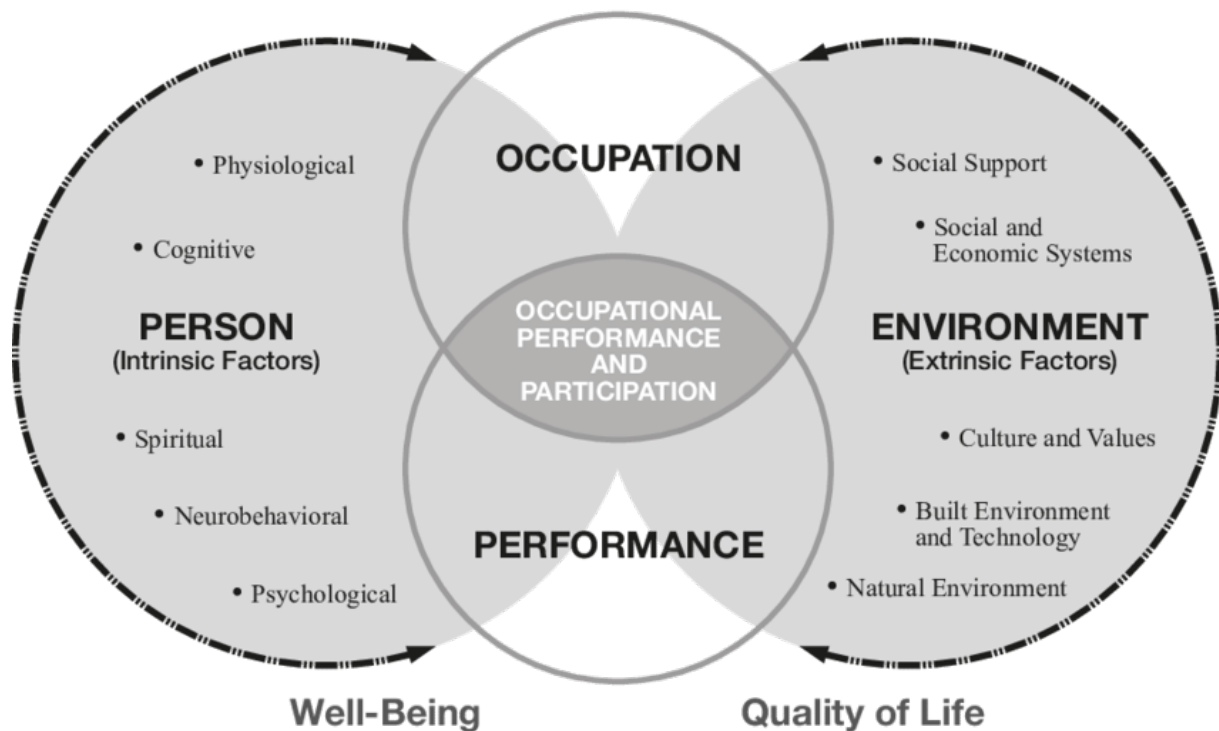 OCCUPATION
• Physiological
• Social Support
• Cognitive
• Social and
Economic Systems
OCCUPATIONAL
PERFORMANCE
AND
PARTICIPATION
PERSON
(Intrinsic Factors)
ENVIRONMENT
(Extrinsic Factors)
• Spiritual
• Culture and Values
• Neurobehavioral
• Built Environment
and Technology
PERFORMANCE
• Psychological
• Natural Environment
Well-Being
Quality of Life